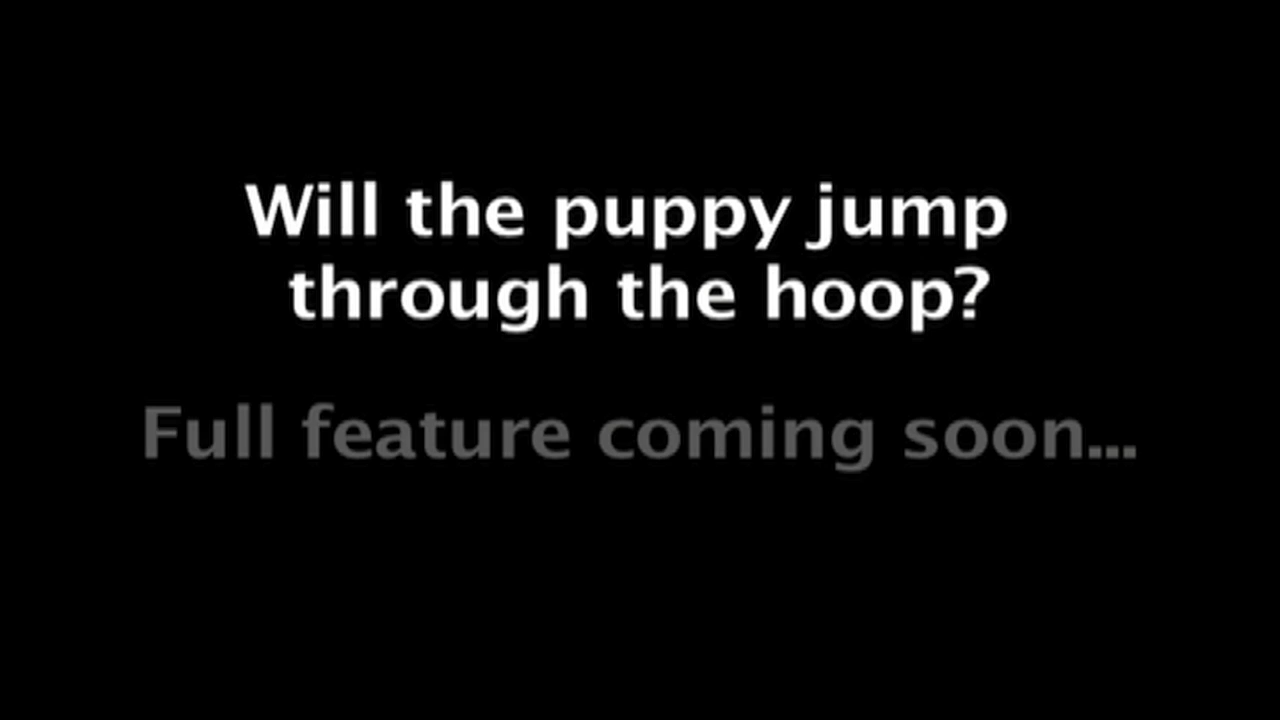 Will the puppy jump
through the hoop?
Full feature coming soon...